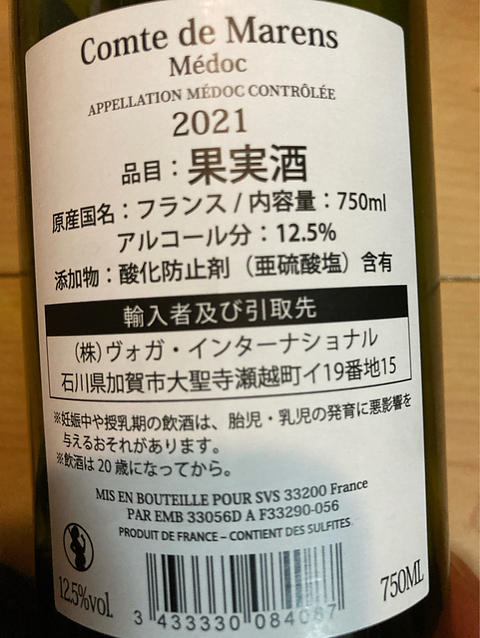 Comte de Marens
Médoc
APPELLATION MÉDOC CONTRÔLÉE
2021
品目：果実酒
原産国名：フランス / 内容量：750ml
アルコール分：12.5%
添加物：酸化防止剤（亜硫酸塩）含有
輸入者及び引取先
（株）ヴォガ・インターナショナル
石川県加賀市大聖寺瀬越町イ19番地15
※妊娠中や授乳期の飲酒は、胎児・乳児の発育に悪影響を
与えるおそれがあります。
※飲酒は20歳になってから。
MIS EN BOUTEILLE POUR SVS 33200 France
PAR EMB 33056D A F33290-056
PRODUIT DE FRANCE – CONTIENT DES SULFITES
12.5%vol.
3 433330 084087
750ML